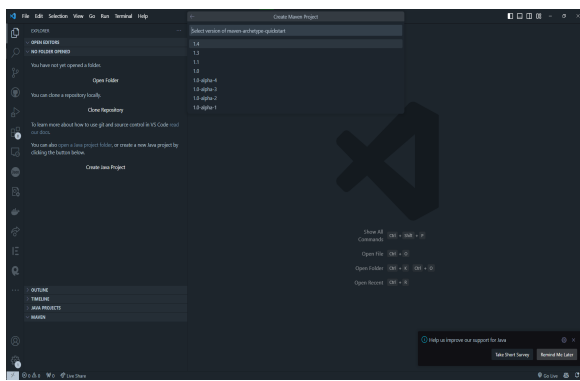 File Edit Selection View Go Run Terminal Help
Create Maven Project
EXPLORER
Select version of maven-archetype-quickstart
OPEN EDITORS
NO FOLDER OPENED
You have not yet opened a folder.
Open Folder
You can clone a repository locally.
Clone Repository
To learn more about how to use git and source control in VS Code read
our docs.
You can also open a Java project folder, or create a new Java project by
clicking the button below.
Create Java Project
1.4
1.3
1.1
1.0
1.0-alpha-4
1.0-alpha-3
1.0-alpha-2
1.0-alpha-1
Show All
Commands Ctrl + Shift + P
Open File Ctrl + O
Open Folder Ctrl + K Ctrl + O
Open Recent Ctrl + R
OUTLINE
TIMELINE
JAVA PROJECTS
MAVEN
Help us improve our support for Java
Take Short Survey Remind Me Later
0 0 0 Live Share
Go Live